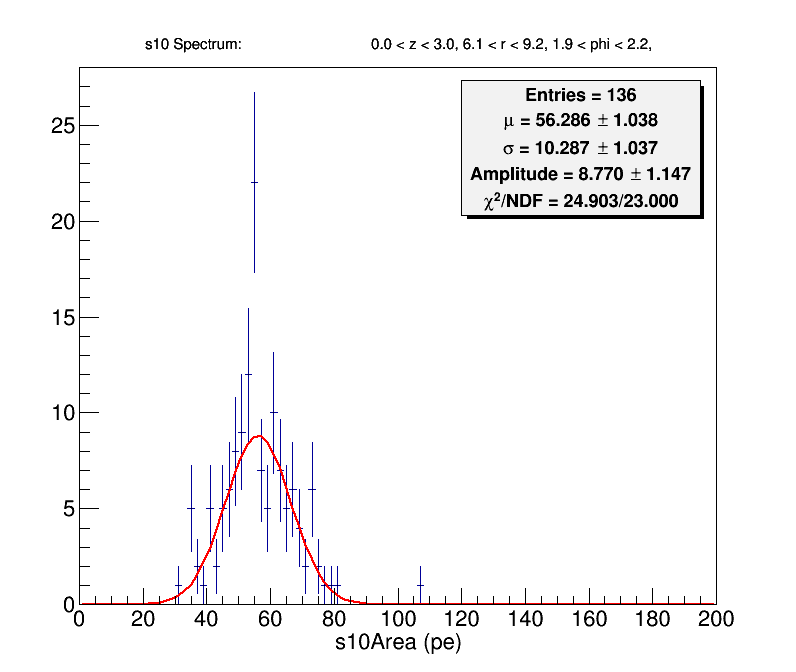 s10 Spectrum: 0.0 < z < 3.0, 6.1 < r < 9.2, 1.9 < phi < 2.2,
Entries = 136
μ = 56.286 ± 1.038
σ = 10.287 ± 1.037
Amplitude = 8.770 ± 1.147
χ²/NDF = 24.903/23.000
25
20
15
10
5
0
0 20 40 60 80 100 120 140 160 180 200
s10Area (pe)